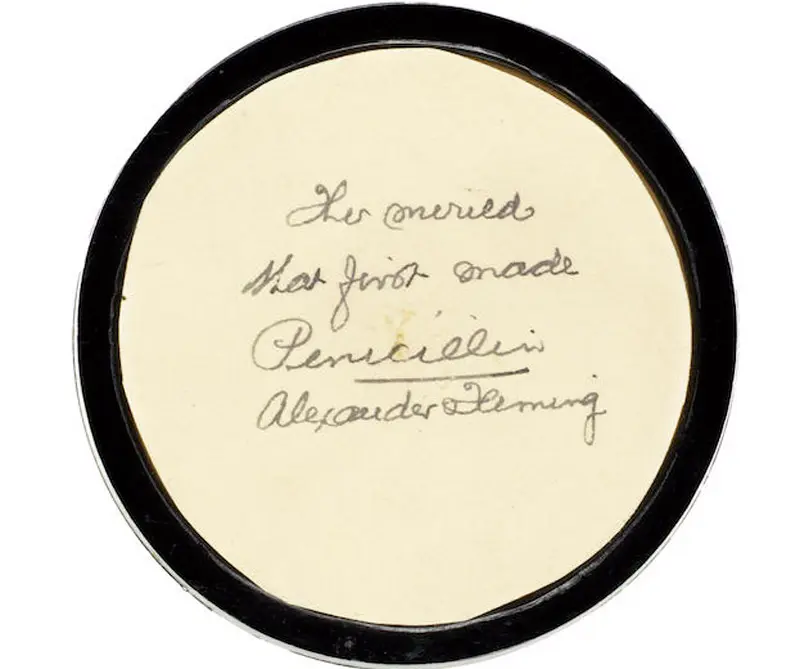 The mould
that first made
Penicillin
Alexander Fleming